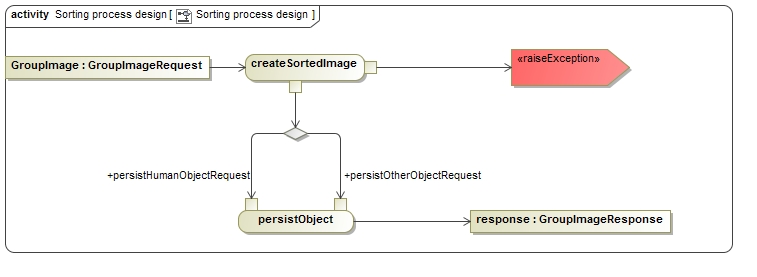 activity Sorting process design [ Sorting process design ]
GroupImage : GroupImageRequest
createSortedImage
«raiseException»
+persistHumanObjectRequest
+persistOtherObjectRequest
persistObject
response : GroupImageResponse